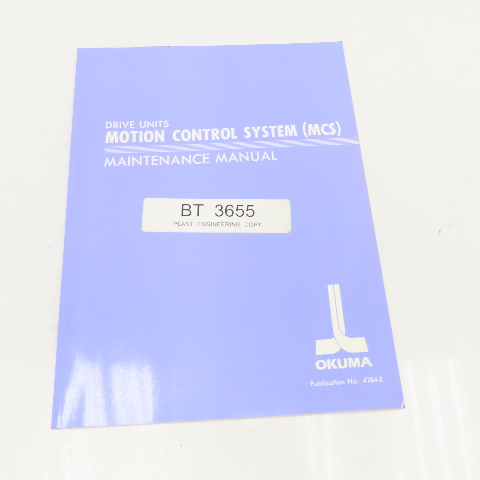 DRIVE UNITS
MOTION CONTROL SYSTEM (MCS)
MAINTENANCE MANUAL
BT 3655
PLANT ENGINEERING COPY
OKUMA
Publication No. 4184-E